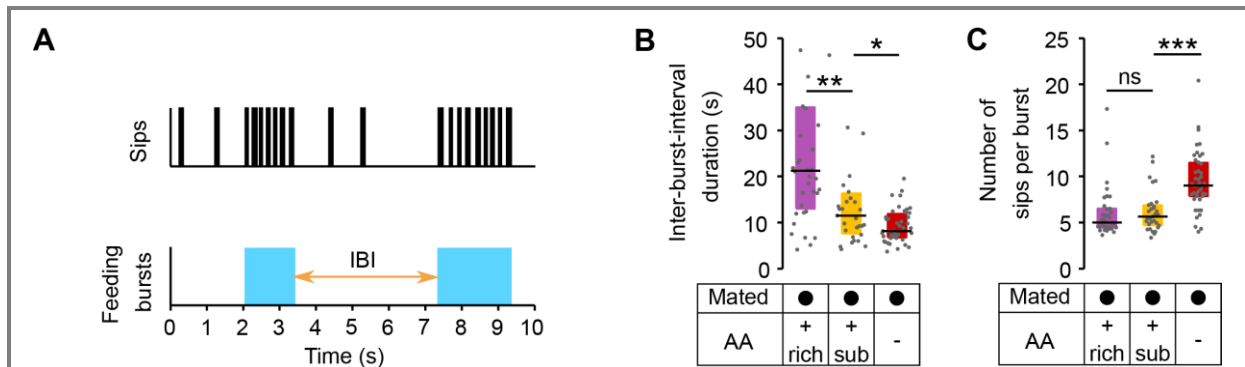 A
Sips
Feeding
bursts
IBI
0 1 2 3 4 5 6 7 8 9 10
Time (s)
B
Inter-burst-interval
duration (s)
50
40
30
20
10
0
**
*
Mated ● ● ●
AA + rich + sub -
C
Number of
sips per burst
25
20
15
10
5
0
ns
***
Mated ● ● ●
AA + rich + sub -